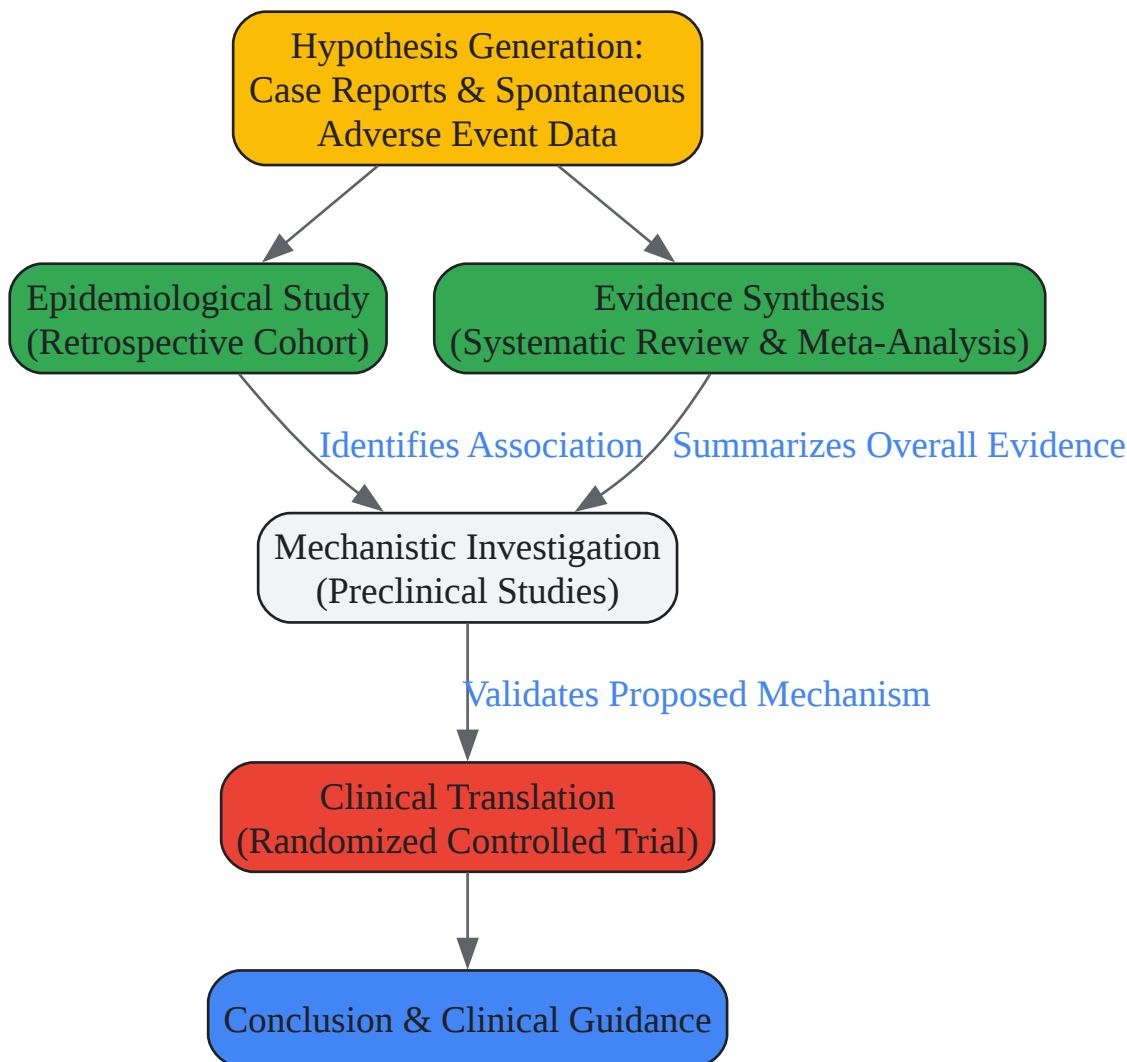 Hypothesis Generation:
Case Reports & Spontaneous
Adverse Event Data
Epidemiological Study
(Retrospective Cohort)
Evidence Synthesis
(Systematic Review & Meta-Analysis)
Identifies Association
Summarizes Overall Evidence
Mechanistic Investigation
(Preclinical Studies)
Validates Proposed Mechanism
Clinical Translation
(Randomized Controlled Trial)
Conclusion & Clinical Guidance